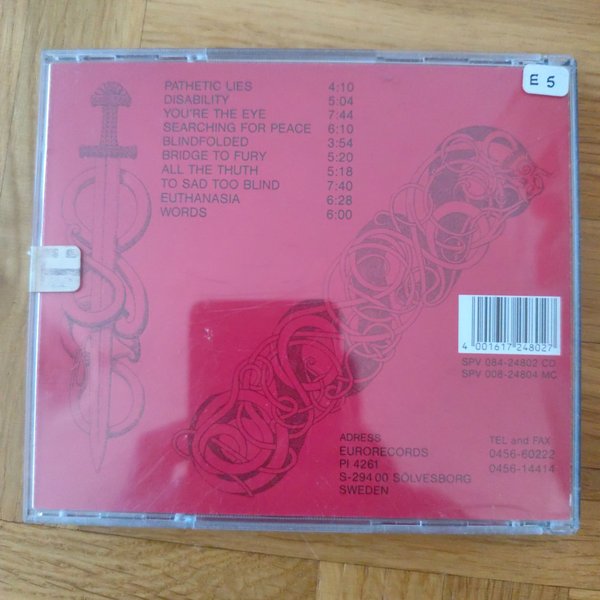 E 5
PATHETIC LIES 4:10
DISABILITY 5:04
YOU'RE THE EYE 7:44
SEARCHING FOR PEACE 6:10
BLINDFOLDED 3:54
BRIDGE TO FURY 5:20
ALL THE THUTH 5:18
TO SAD TOO BLIND 7:40
EUTHANASIA 6:28
WORDS 6:00
4 001617 248027
SPV 084-24802 CD
SPV 008-24804 MC
ADRESS
EURORECORDS
PI 4261
S-294 00 SÖLVESBORG
SWEDEN
TEL and FAX
0456-60222
0456-14414